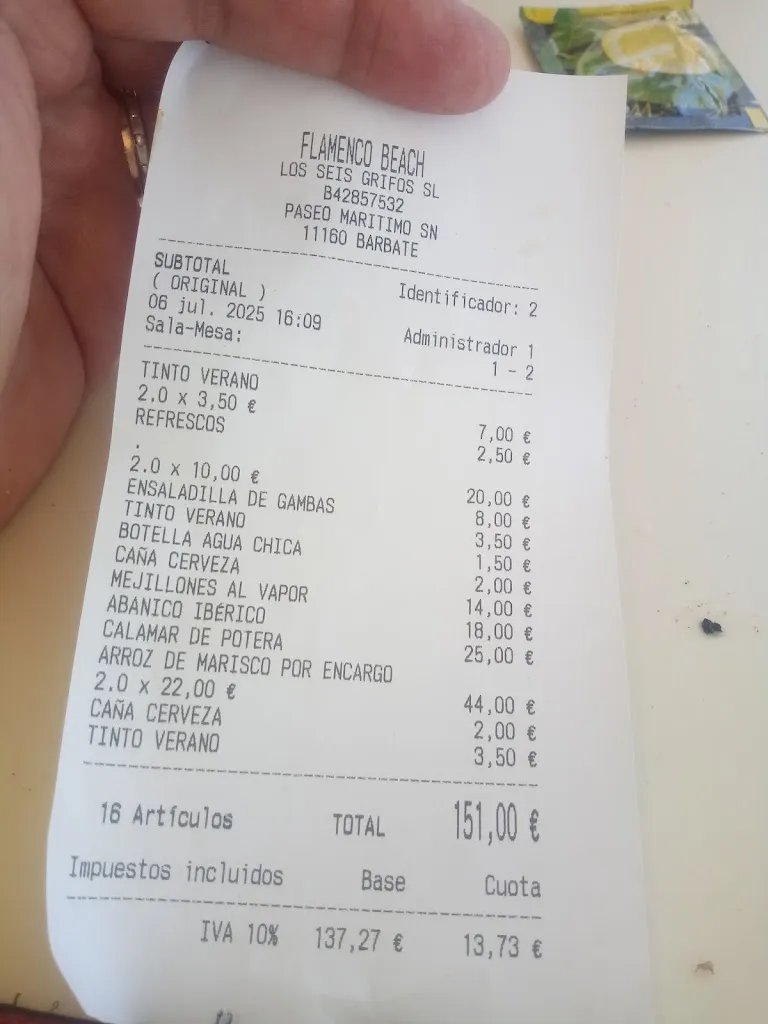 FLAMENCO BEACH
LOS SEIS GRIFOS SL
B42857532
PASEO MARITIMO SN
11160 BARBATE
SUBTOTAL
( ORIGINAL ) Identificador: 2
06 jul. 2025 16:09 Administrador 1
Sala-Mesa: 1 - 2
TINTO VERANO
2.0 x 3,50 € 7,00 €
REFRESCOS 2,50 €
.
2.0 x 10,00 € 20,00 €
ENSALADILLA DE GAMBAS 8,00 €
TINTO VERANO 3,50 €
BOTELLA AGUA CHICA 1,50 €
CAÑA CERVEZA 2,00 €
MEJILLONES AL VAPOR 14,00 €
ABANICO IBÉRICO 18,00 €
CALAMAR DE POTERA 25,00 €
ARROZ DE MARISCO POR ENCARGO
2.0 x 22,00 € 44,00 €
CAÑA CERVEZA 2,00 €
TINTO VERANO 3,50 €
16 Artículos TOTAL 151,00 €
Impuestos incluidos Base Cuota
IVA 10% 137,27 € 13,73 €